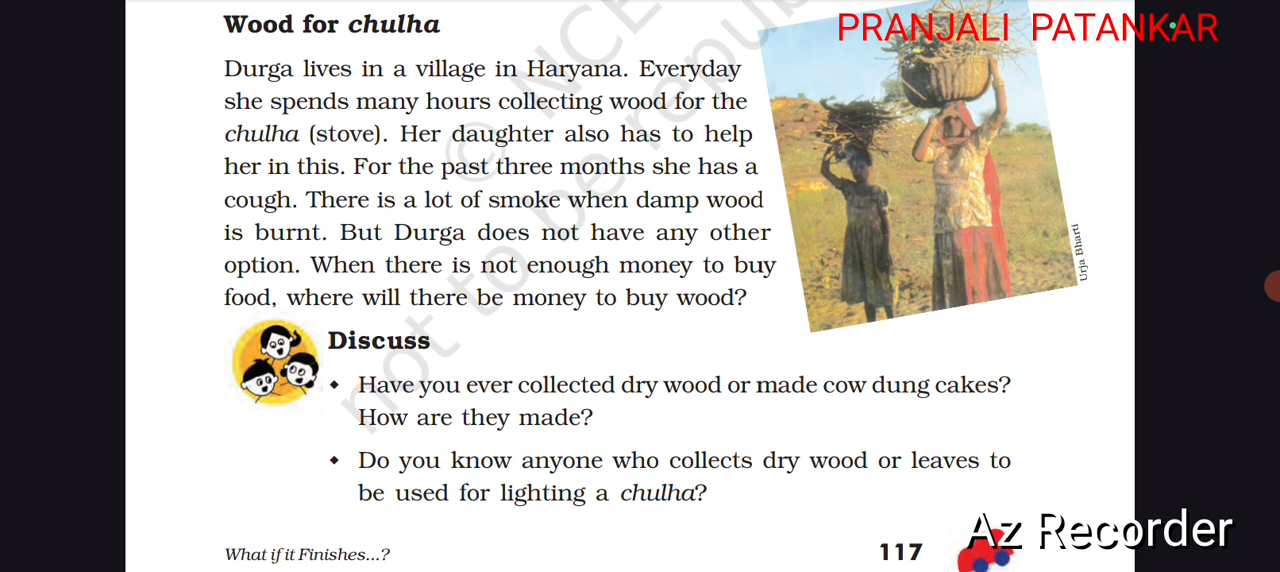 Wood for chulha
PRANJALI PATANKAR
Durga lives in a village in Haryana. Everyday
she spends many hours collecting wood for the
chulha (stove). Her daughter also has to help
her in this. For the past three months she has a
cough. There is a lot of smoke when damp wood
is burnt. But Durga does not have any other
option. When there is not enough money to buy
food, where will there be money to buy wood?
Urja Bharti
Discuss
• Have you ever collected dry wood or made cow dung cakes?
How are they made?
• Do you know anyone who collects dry wood or leaves to
be used for lighting a chulha?
What if it Finishes...?
117
Az Recorder
© NCE
not to be repub